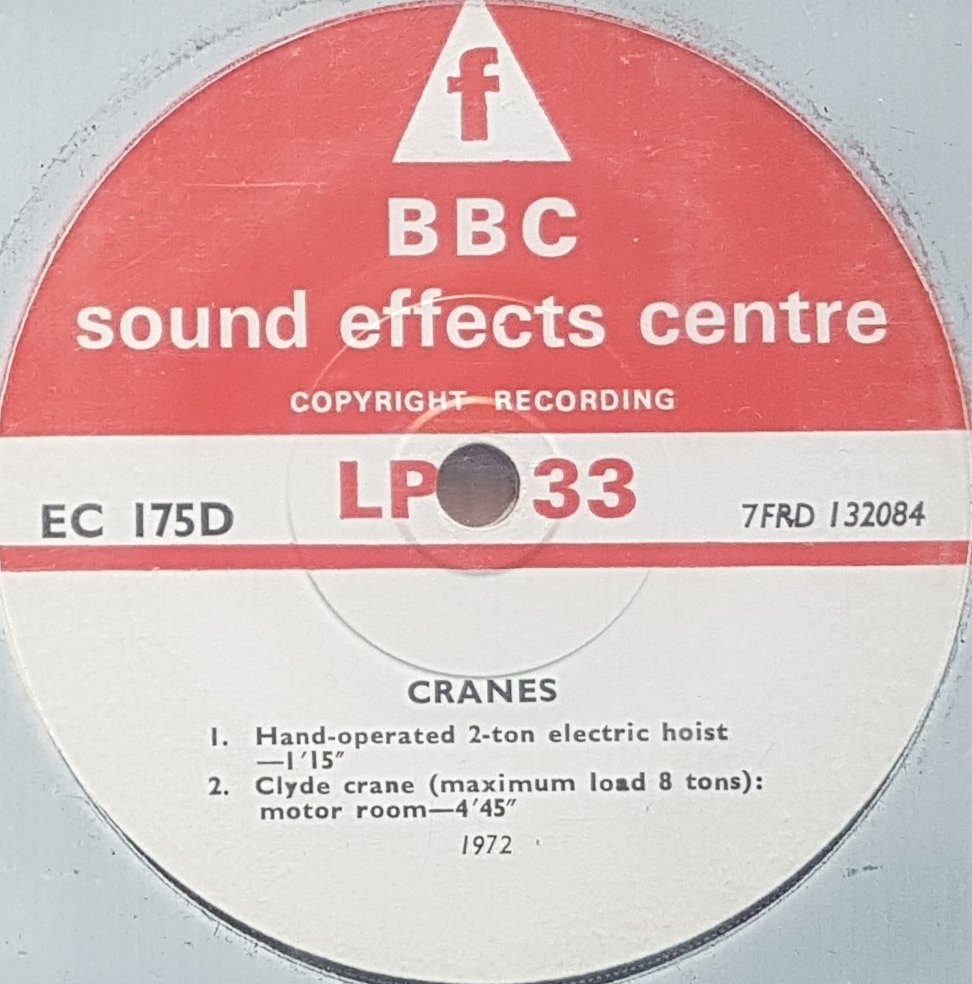 f
BBC
sound effects centre
COPYRIGHT RECORDING
LP 33
EC 175D
7FRD 132084
CRANES
1. Hand-operated 2-ton electric hoist
—1′15″
2. Clyde crane (maximum load 8 tons):
motor room—4′45″
1972